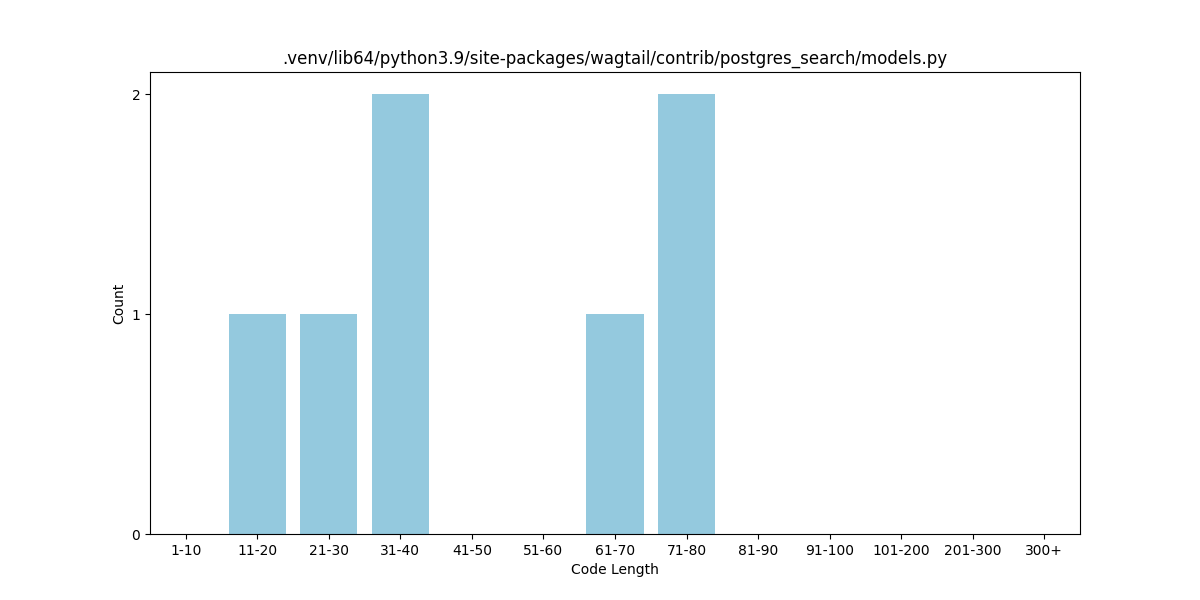 .venv/lib64/python3.9/site-packages/wagtail/contrib/postgres_search/models.py
2
1
0
Count
1-10 11-20 21-30 31-40 41-50 51-60 61-70 71-80 81-90 91-100 101-200 201-300 300+
Code Length